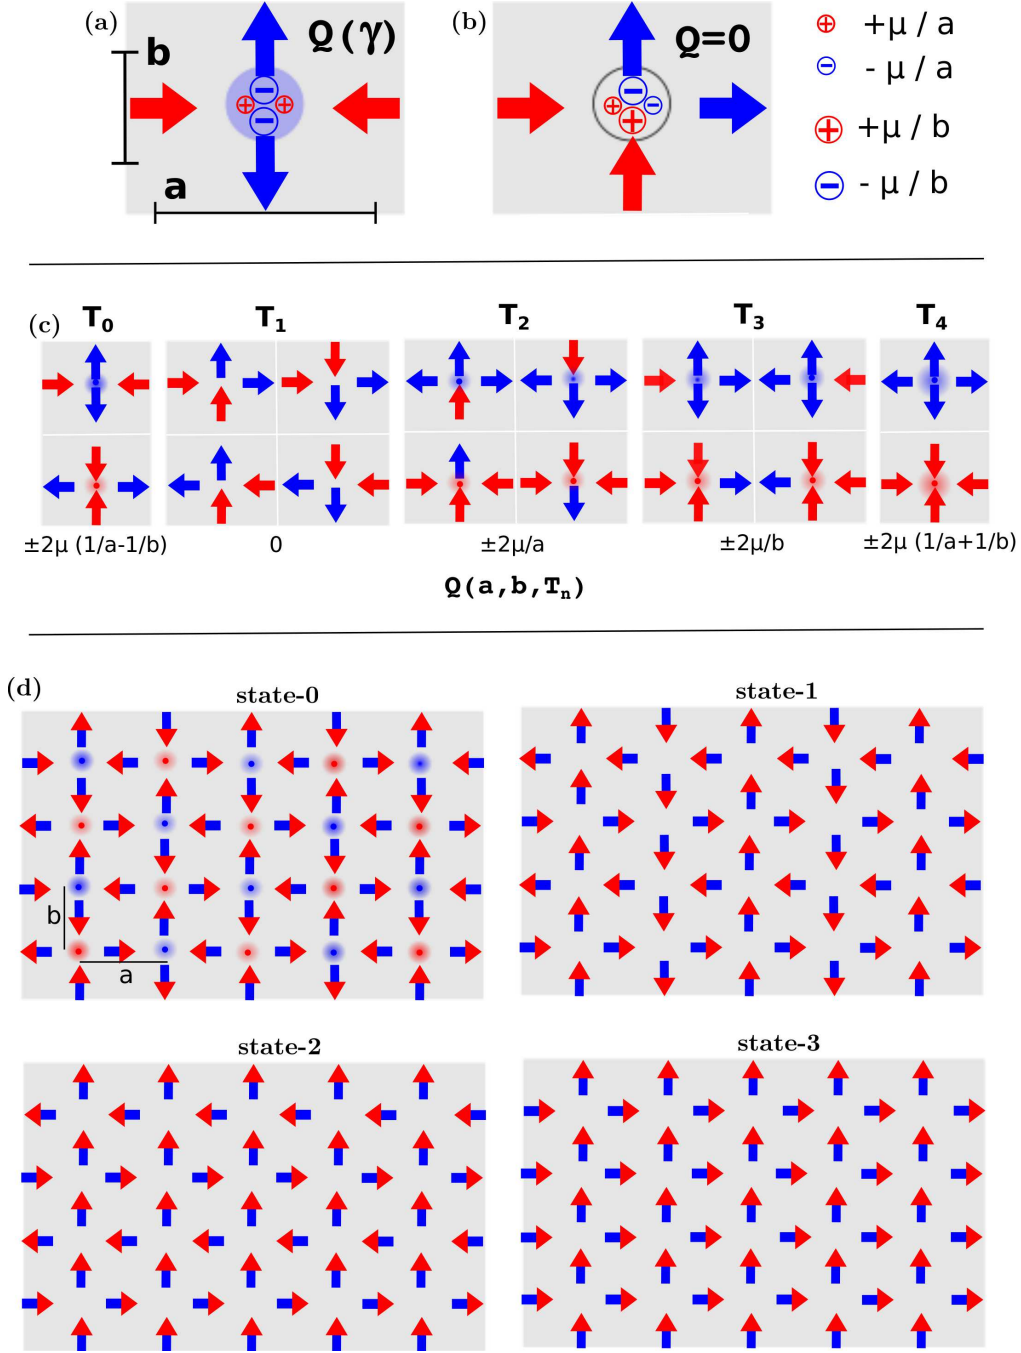 (a)
b
Q(γ)
a
(b)
Q=0
+μ / a
- μ / a
+μ / b
- μ / b
(c)
T0
T1
T2
T3
T4
±2μ (1/a-1/b)
0
±2μ/a
±2μ/b
±2μ (1/a+1/b)
Q(a,b,Tn)
(d)
state-0
state-1
b
a
state-2
state-3